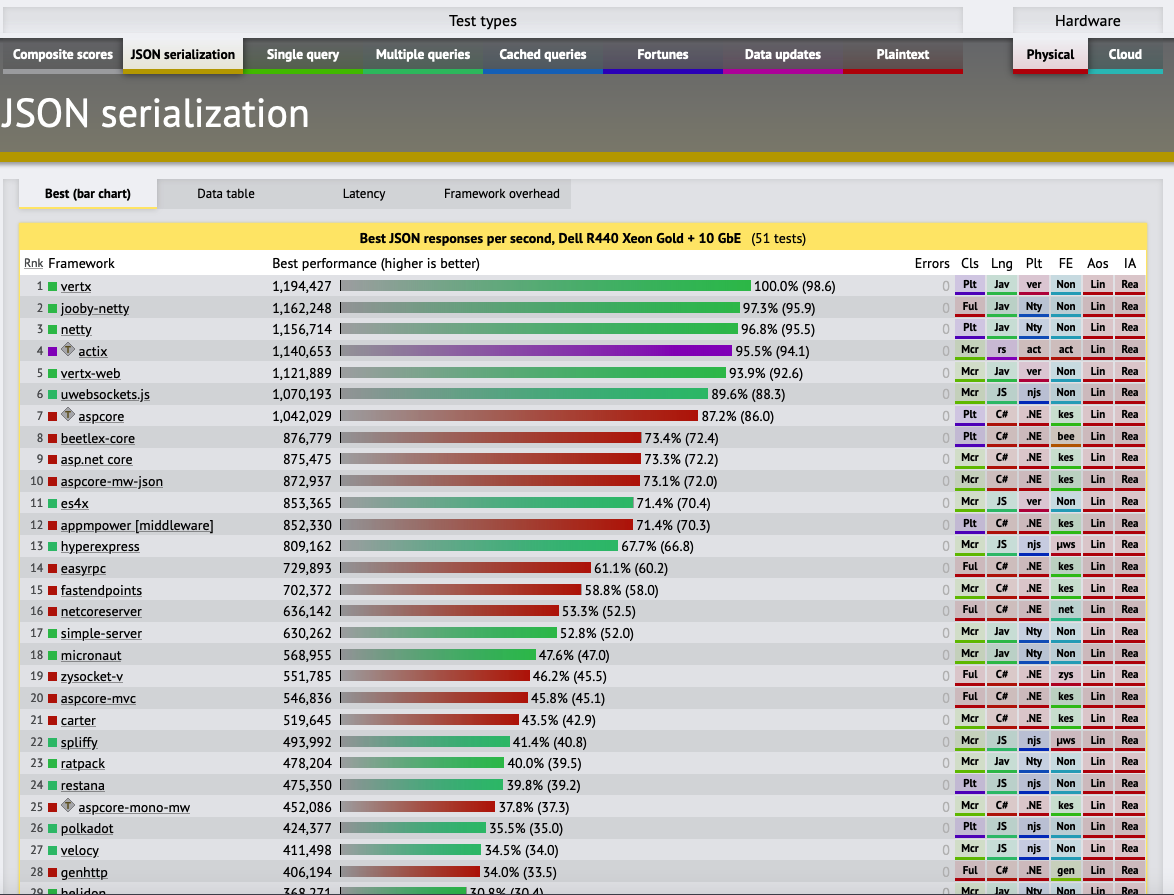 Test types Hardware
Composite scores JSON serialization Single query Multiple queries Cached queries Fortunes Data updates Plaintext Physical Cloud
JSON serialization
Best (bar chart) Data table Latency Framework overhead
Best JSON responses per second, Dell R440 Xeon Gold + 10 GbE (51 tests)
Rnk Framework Best performance (higher is better) Errors Cls Lng Plt FE Aos IA
1 vertx 1,194,427 100.0% (98.6) 0 Plt Jav ver Non Lin Rea
2 jooby-netty 1,162,248 97.3% (95.9) 0 Ful Jav Nty Non Lin Rea
3 netty 1,156,714 96.8% (95.5) 0 Plt Jav Nty Non Lin Rea
4 T actix 1,140,653 95.5% (94.1) 0 Mcr rs act act Lin Rea
5 vertx-web 1,121,889 93.9% (92.6) 0 Mcr Jav ver Non Lin Rea
6 uwebsockets.js 1,070,193 89.6% (88.3) 0 Mcr JS njs Non Lin Rea
7 T aspcore 1,042,029 87.2% (86.0) 0 Plt C# .NE kes Lin Rea
8 beetlex-core 876,779 73.4% (72.4) 0 Plt C# .NE bee Lin Rea
9 asp.net core 875,475 73.3% (72.2) 0 Mcr C# .NE kes Lin Rea
10 aspcore-mw-json 872,937 73.1% (72.0) 0 Mcr C# .NE kes Lin Rea
11 es4x 853,365 71.4% (70.4) 0 Mcr JS ver Non Lin Rea
12 appmpower [middleware] 852,330 71.4% (70.3) 0 Plt C# .NE kes Lin Rea
13 hyperexpress 809,162 67.7% (66.8) 0 Mcr JS njs µws Lin Rea
14 easyrpc 729,893 61.1% (60.2) 0 Ful C# .NE kes Lin Rea
15 fastendpoints 702,372 58.8% (58.0) 0 Mcr C# .NE kes Lin Rea
16 netcoreserver 636,142 53.3% (52.5) 0 Ful C# .NE net Lin Rea
17 simple-server 630,262 52.8% (52.0) 0 Mcr Jav Nty Non Lin Rea
18 micronaut 568,955 47.6% (47.0) 0 Mcr Jav Nty Non Lin Rea
19 zysocket-v 551,785 46.2% (45.5) 0 Ful C# .NE zys Lin Rea
20 aspcore-mvc 546,836 45.8% (45.1) 0 Ful C# .NE kes Lin Rea
21 carter 519,645 43.5% (42.9) 0 Mcr C# .NE kes Lin Rea
22 spliffy 493,992 41.4% (40.8) 0 Mcr JS njs µws Lin Rea
23 ratpack 478,204 40.0% (39.5) 0 Mcr Jav Nty Non Lin Rea
24 restana 475,350 39.8% (39.2) 0 Plt JS njs Non Lin Rea
25 T aspcore-mono-mw 452,086 37.8% (37.3) 0 Mcr C# .NE kes Lin Rea
26 polkadot 424,377 35.5% (35.0) 0 Plt JS njs Non Lin Rea
27 velocy 411,498 34.5% (34.0) 0 Mcr JS njs Non Lin Rea
28 genhttp 406,194 34.0% (33.5) 0 Ful C# .NE gen Lin Rea
29 helidon 368,271 30.8% (30.4) 0 Mcr Jav Nty Non Lin Rea